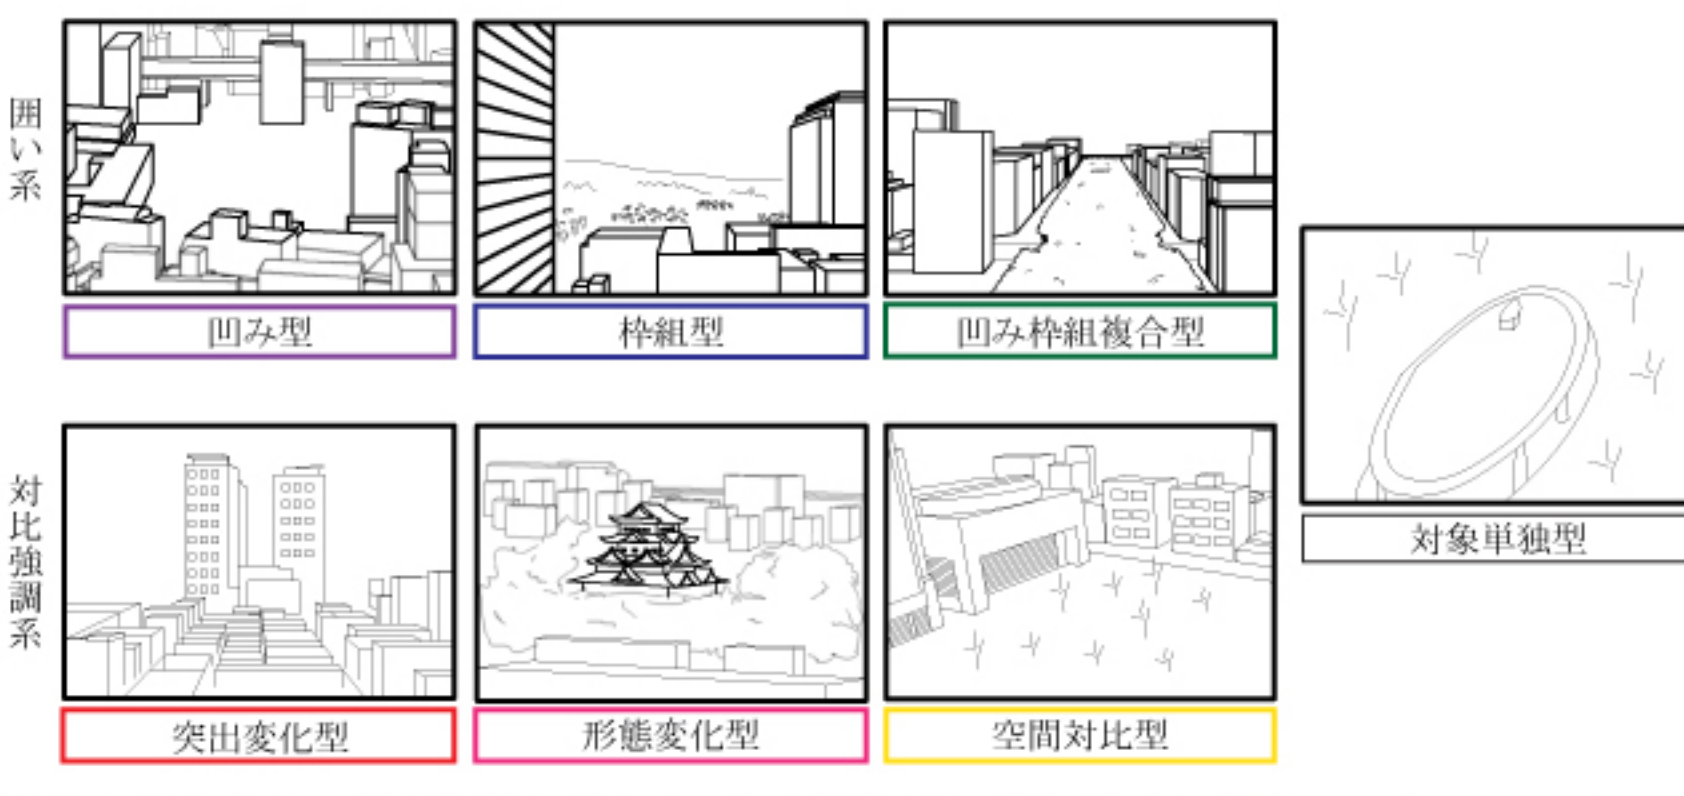 囲い系
凹み型
枠組型
凹み枠組複合型
対比強調系
突出変化型
形態変化型
空間対比型
対象単独型